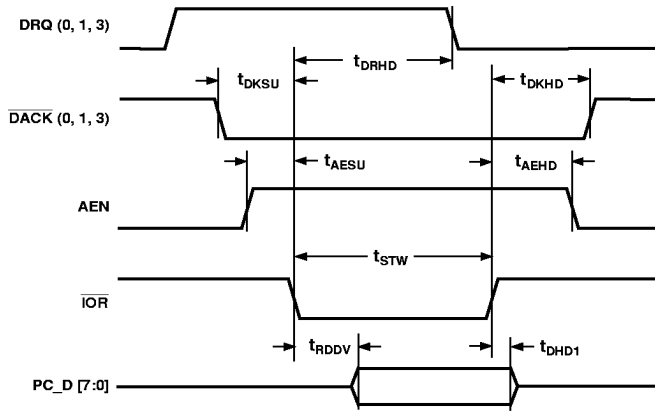 DRQ (0, 1, 3)
tDRHD
tDKSU
tDKHD
DACK (0, 1, 3)
tAESU
tAEHD
AEN
tSTW
IOR
tRDDV
tDHD1
PC_D [7:0]